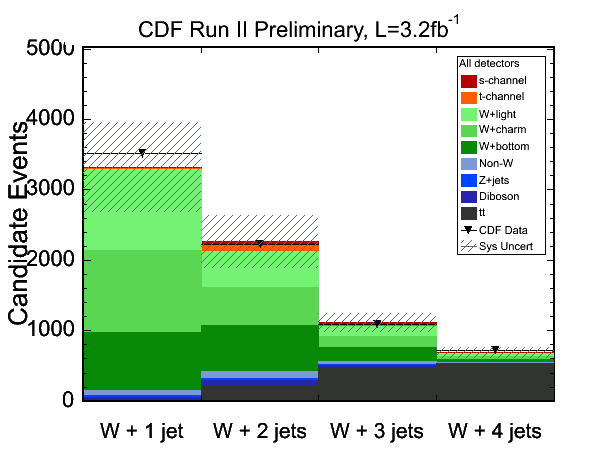 CDF Run II Preliminary, L=3.2fb⁻¹
5000
4000
3000
2000
1000
0
Candidate Events
All detectors
s-channel
t-channel
W+light
W+charm
W+bottom
Non-W
Z+jets
Diboson
tt
CDF Data
Sys Uncert
W + 1 jet
W + 2 jets
W + 3 jets
W + 4 jets